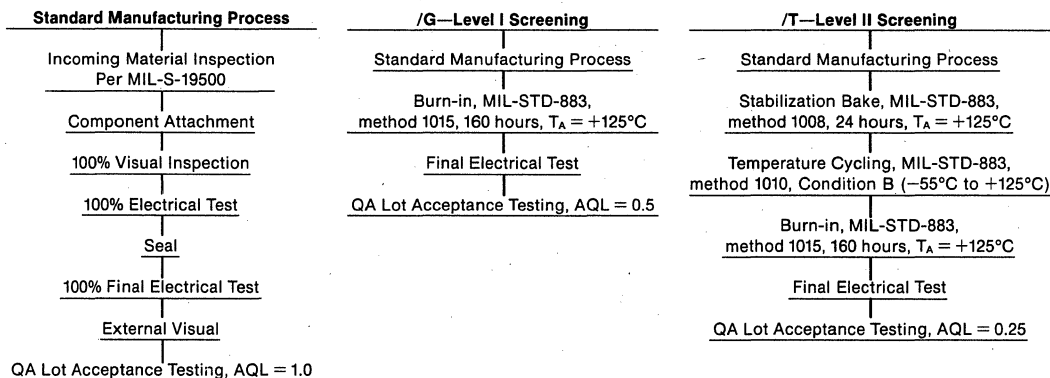 Standard Manufacturing Process
Incoming Material Inspection
Per MIL-S-19500
Component Attachment
100% Visual Inspection
100% Electrical Test
Seal
100% Final Electrical Test
External Visual
QA Lot Acceptance Testing, AQL = 1.0
/G—Level I Screening
Standard Manufacturing Process
Burn-in, MIL-STD-883,
method 1015, 160 hours, TA = +125°C
Final Electrical Test
QA Lot Acceptance Testing, AQL = 0.5
/T—Level II Screening
Standard Manufacturing Process
Stabilization Bake, MIL-STD-883,
method 1008, 24 hours, TA = +125°C
Temperature Cycling, MIL-STD-883,
method 1010, Condition B (−55°C to +125°C)
Burn-in, MIL-STD-883,
method 1015, 160 hours, TA = +125°C
Final Electrical Test
QA Lot Acceptance Testing, AQL = 0.25